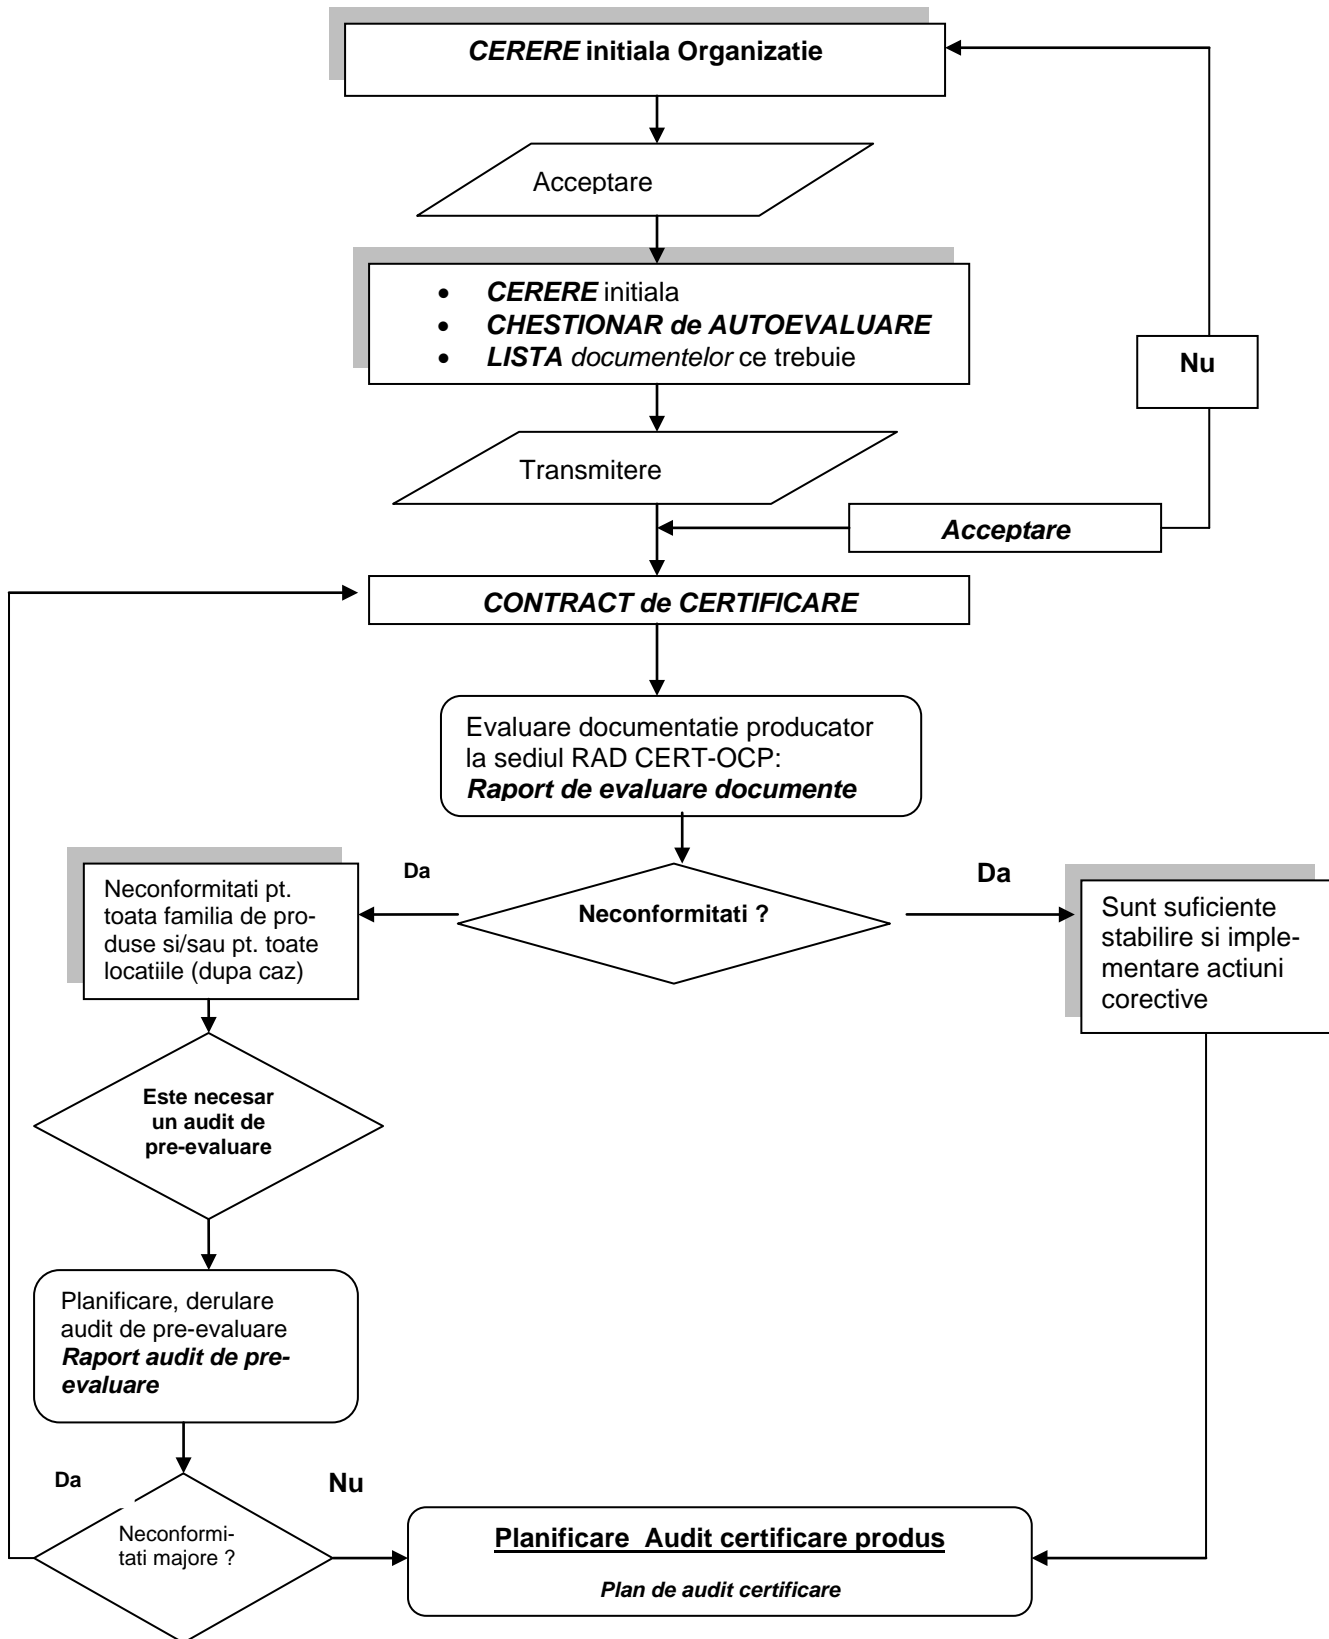 CERERE initiala Organizatie
Acceptare
• CERERE initiala
• CHESTIONAR de AUTOEVALUARE
• LISTA documentelor ce trebuie
Nu
Transmitere
Acceptare
CONTRACT de CERTIFICARE
Evaluare documentatie producator
la sediul RAD CERT-OCP:
Raport de evaluare documente
Da
Da
Neconformitati pt.
toata familia de pro-
duse si/sau pt. toate
locatiile (dupa caz)
Neconformitati ?
Sunt suficiente
stabilire si imple-
mentare actiuni
corective
Este necesar
un audit de
pre-evaluare
Planificare, derulare
audit de pre-evaluare
Raport audit de pre-
evaluare
Da
Nu
Neconformi-
tati majore ?
Planificare Audit certificare produs
Plan de audit certificare